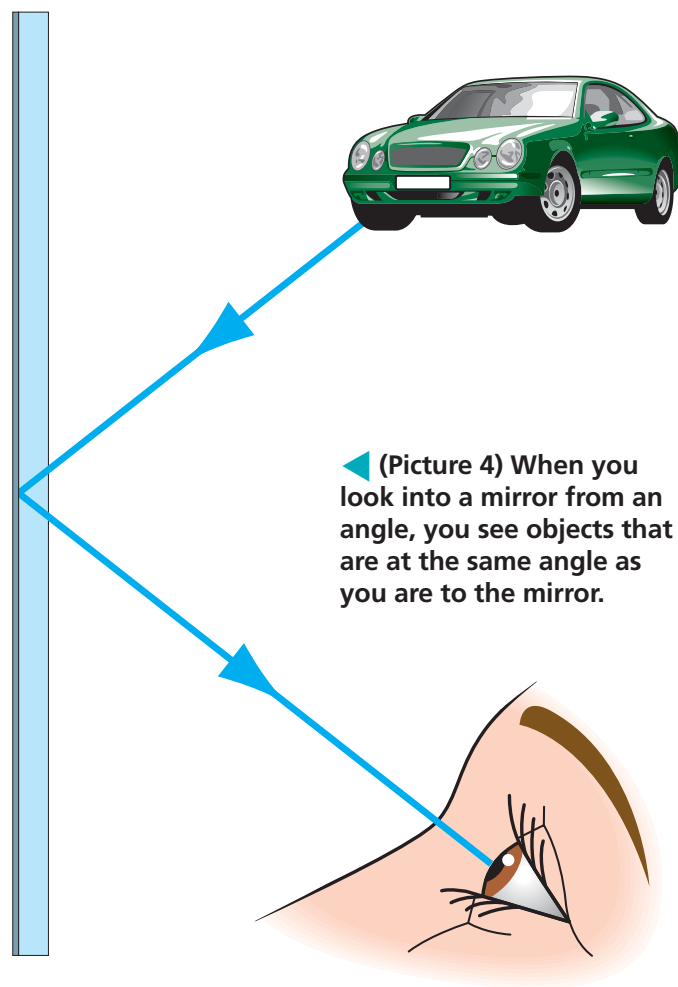 (Picture 4) When you
look into a mirror from an
angle, you see objects that
are at the same angle as
you are to the mirror.